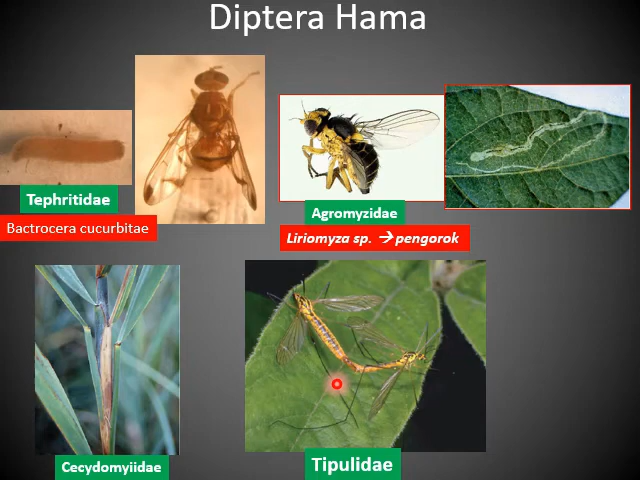 Diptera Hama
Tephritidae
Bactrocera cucurbitae
Agromyzidae
Liriomyza sp. → pengorok
Cecydomyiidae
Tipulidae